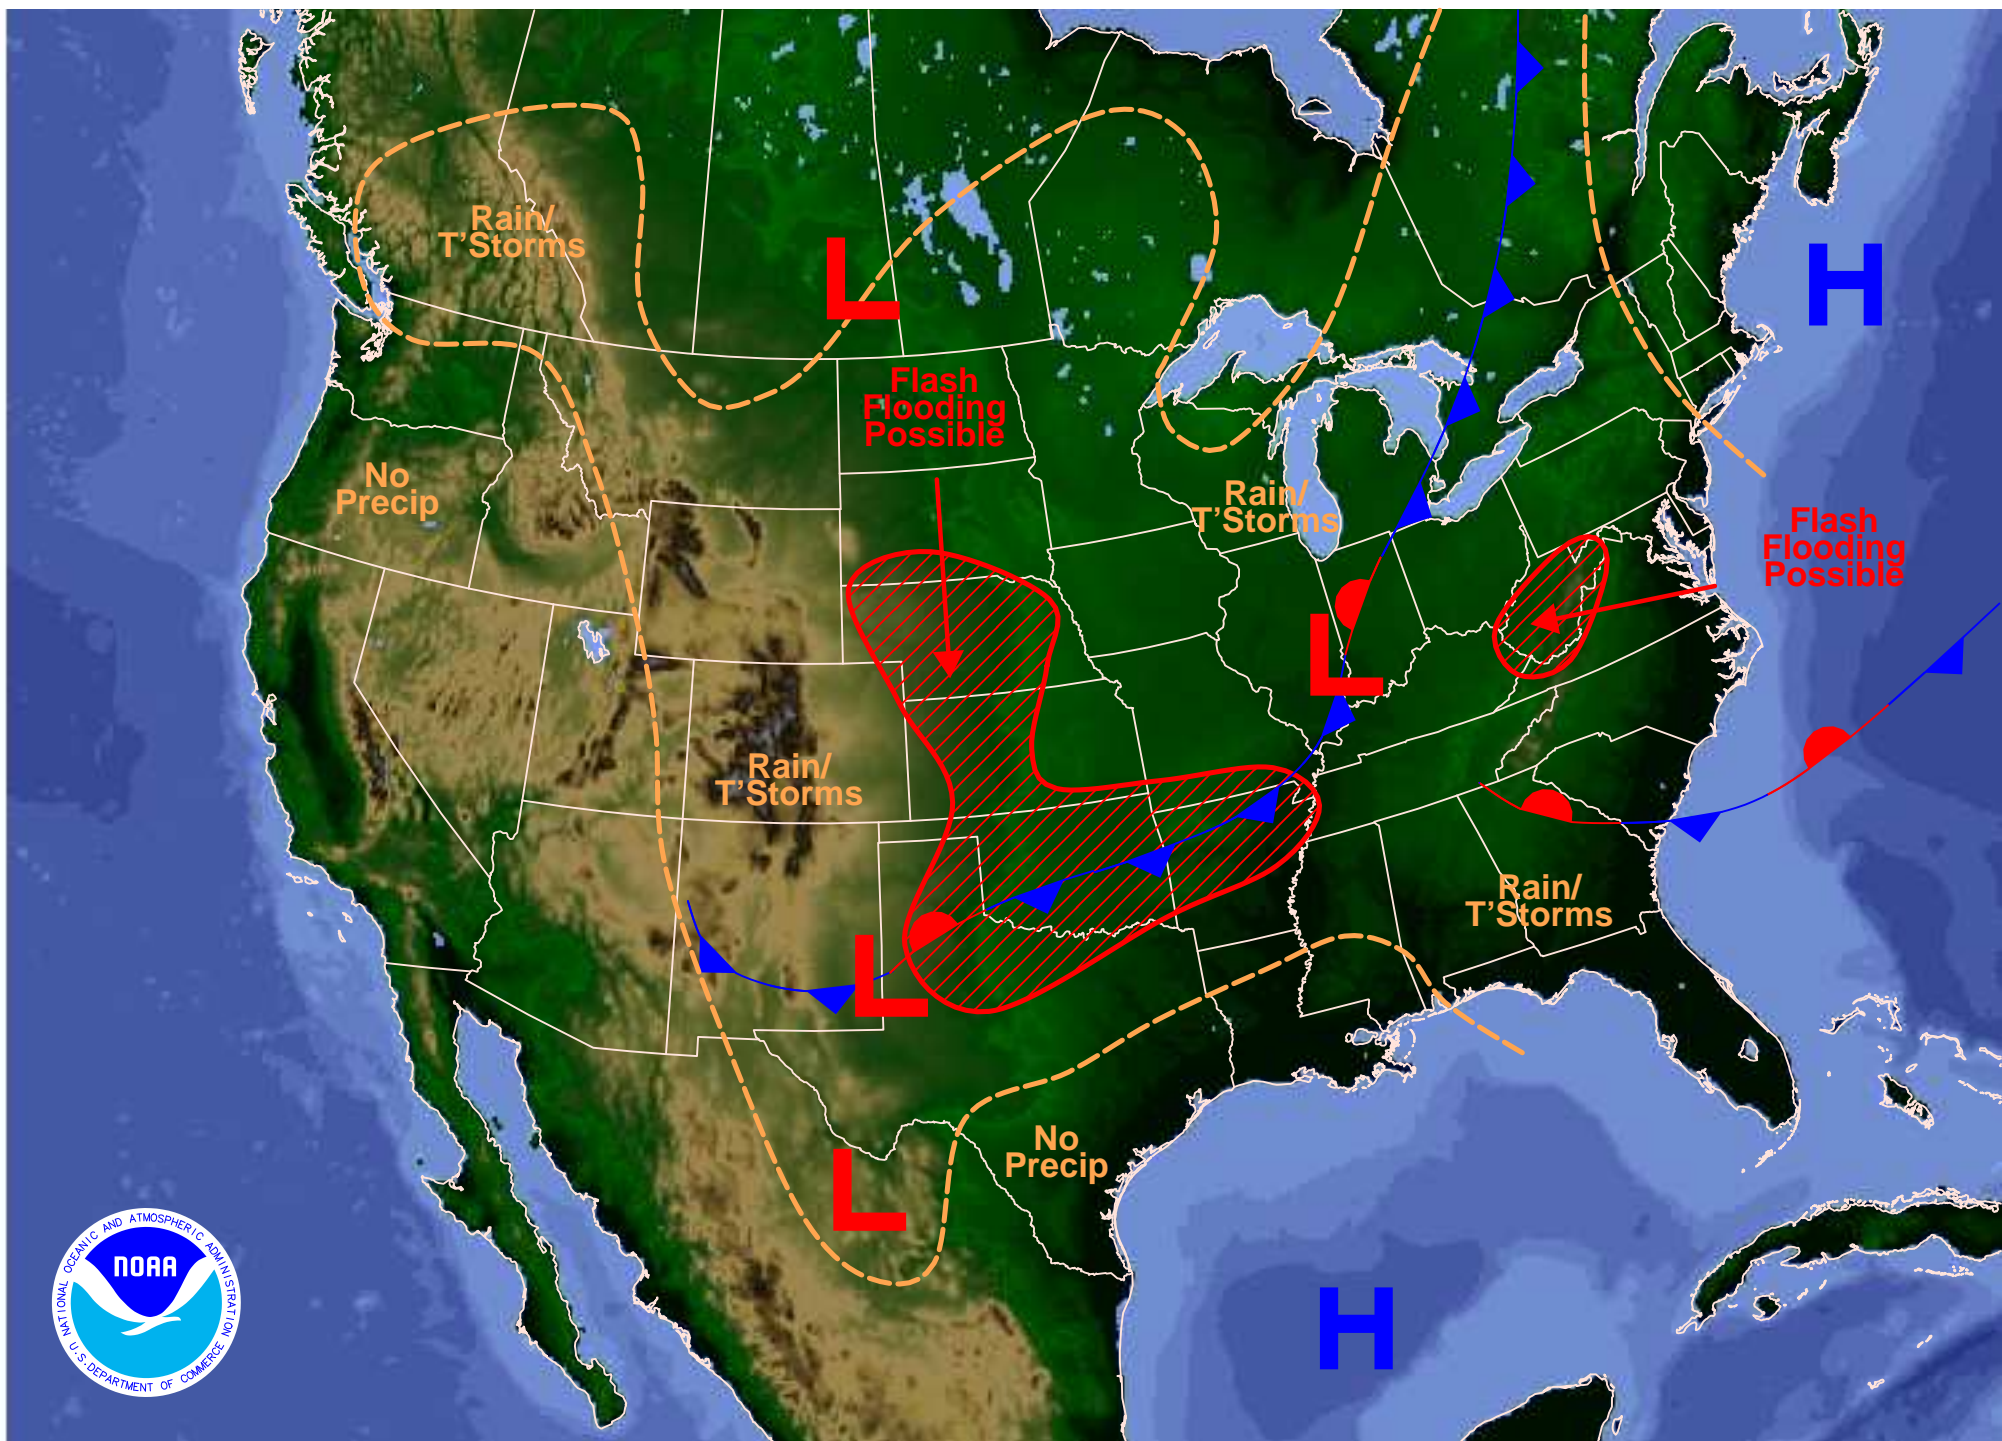 Rain/
T'Storms
L
H
Flash
Flooding
Possible
No
Precip
Rain/
T'Storms
Flash
Flooding
Possible
L
Rain/
T'Storms
Rain/
T'Storms
L
No
Precip
L
H
NATIONAL OCEANIC AND ATMOSPHERIC ADMINISTRATION
NOAA
U.S. DEPARTMENT OF COMMERCE